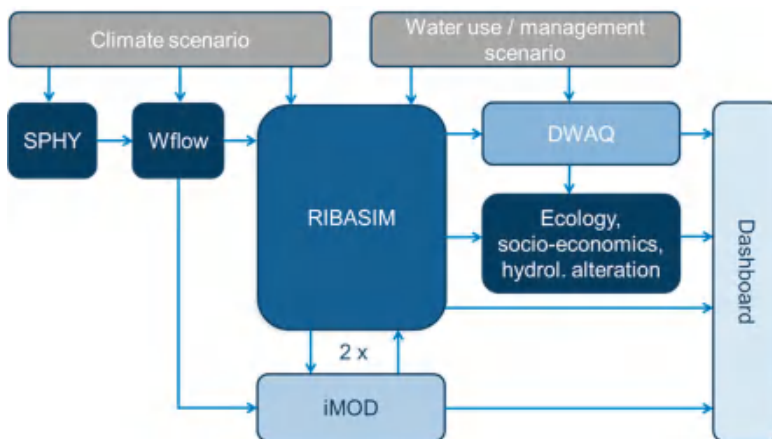 Climate scenario
Water use / management
scenario
SPHY
Wflow
RIBASIM
DWAQ
Ecology,
socio-economics,
hydrol. alteration
Dashboard
2 x
iMOD